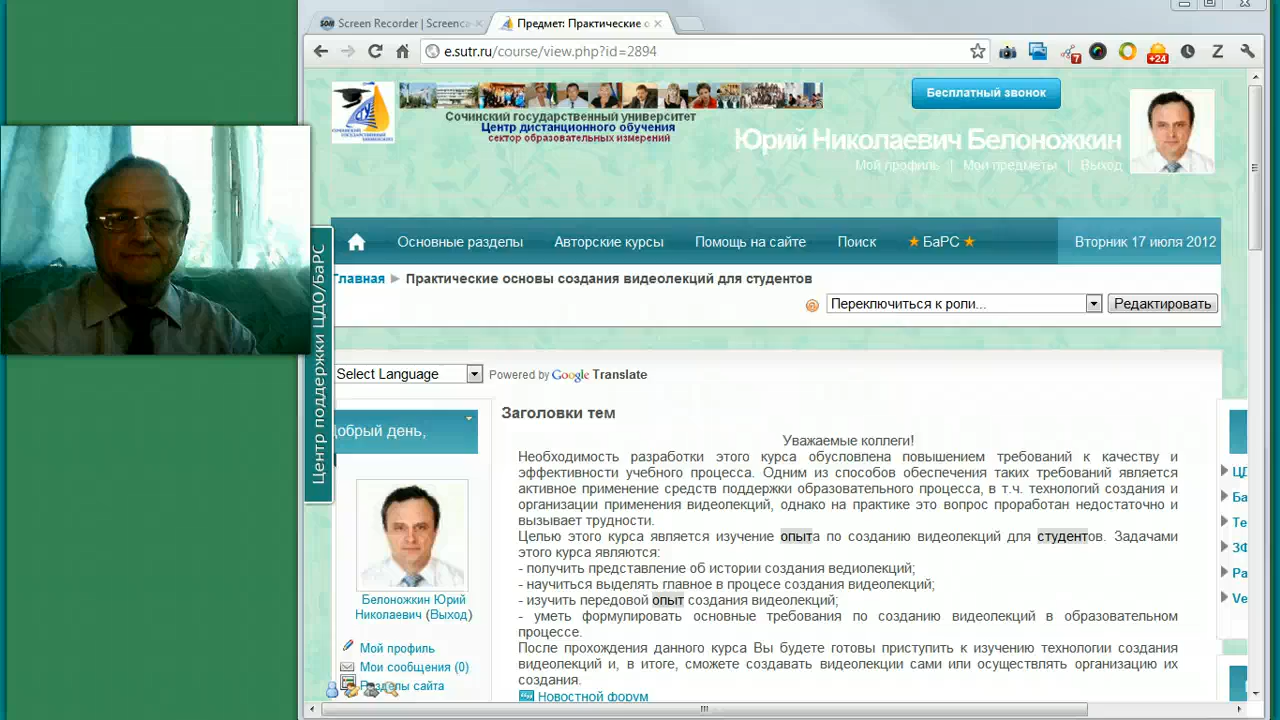 Screen Recorder | Screenca
Предмет: Практические о
e.sutr.ru/course/view.php?id=2894
7
+24
Z
Сочинский государственный университет
Центр дистанционного обучения
сектор образовательных измерений
Бесплатный звонок
Юрий Николаевич Белоножкин
Мой профиль | Мои предметы | Выход
Основные разделы Авторские курсы Помощь на сайте Поиск ★ БаРС ★ Вторник 17 июля 2012
Центр поддержки ЦДО/БаРС
Главная ► Практические основы создания видеолекций для студентов
Переключиться к роли... Редактировать
Select Language Powered by Google Translate
Заголовки тем
добрый день,
Белоножкин Юрий
Николаевич (Выход)
Мой профиль
Мои сообщения (0)
Разделы сайта
Уважаемые коллеги!
Необходимость разработки этого курса обусловлена повышением требований к качеству и
эффективности учебного процесса. Одним из способов обеспечения таких требований является
активное применение средств поддержки образовательного процесса, в т.ч. технологий создания и
организации применения видеолекций, однако на практике это вопрос проработан недостаточно и
вызывает трудности.
Целью этого курса является изучение опыта по созданию видеолекций для студентов. Задачами
этого курса являются:
- получить представление об истории создания ведиолекций;
- научиться выделять главное в процесе создания видеолекций;
- изучить передовой опыт создания видеолекций;
- уметь формулировать основные требования по созданию видеолекций в образовательном
процессе.
После прохождения данного курса Вы будете готовы приступить к изучению технологии создания
видеолекций и, в итоге, сможете создавать видеолекции сами или осуществлять организацию их
создания.
Новостной форум
ЦД
Ба
Те
ЗФ
Ра
Ve